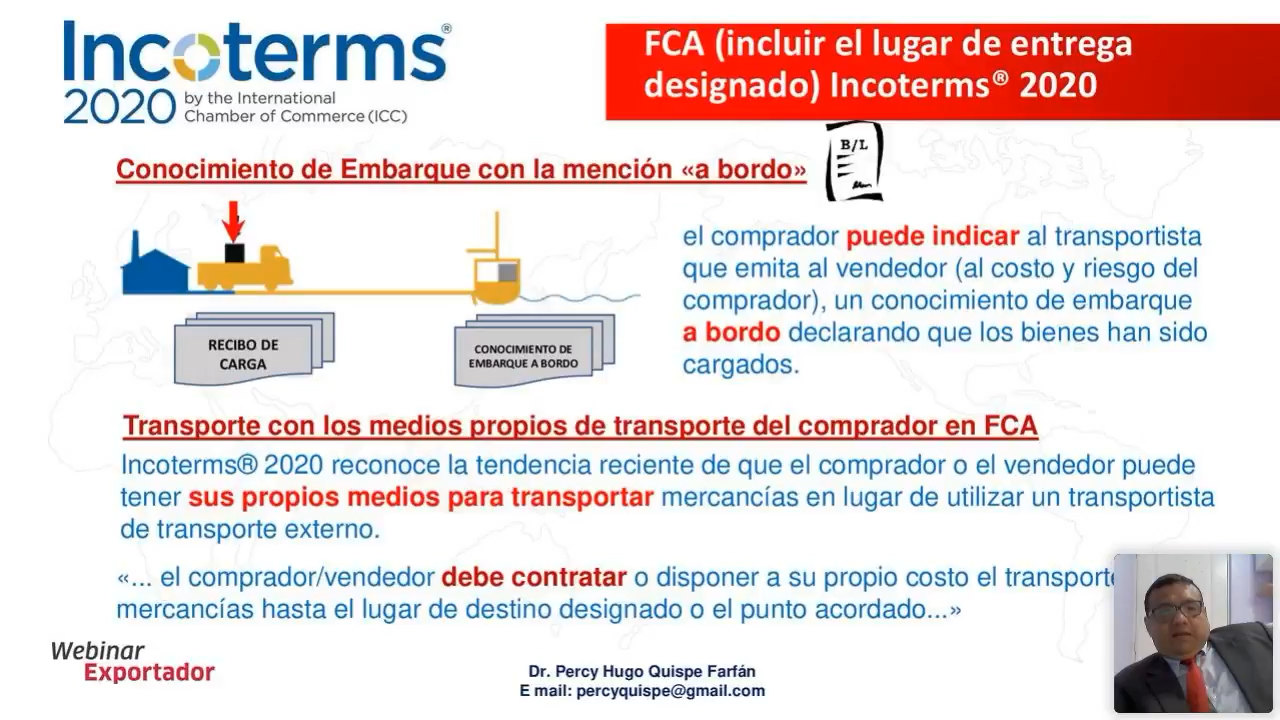 Incoterms®
2020 by the International
Chamber of Commerce (ICC)
FCA (incluir el lugar de entrega
designado) Incoterms® 2020
Conocimiento de Embarque con la mención «a bordo»
B/L
el comprador puede indicar al transportista
que emita al vendedor (al costo y riesgo del
comprador), un conocimiento de embarque
a bordo declarando que los bienes han sido
cargados.
RECIBO DE
CARGA
CONOCIMIENTO DE
EMBARQUE A BORDO
Transporte con los medios propios de transporte del comprador en FCA
Incoterms® 2020 reconoce la tendencia reciente de que el comprador o el vendedor puede
tener sus propios medios para transportar mercancías en lugar de utilizar un transportista
de transporte externo.
«... el comprador/vendedor debe contratar o disponer a su propio costo el transporte
mercancías hasta el lugar de destino designado o el punto acordado...»
Webinar
Exportador
Dr. Percy Hugo Quispe Farfán
E mail: percyquispe@gmail.com